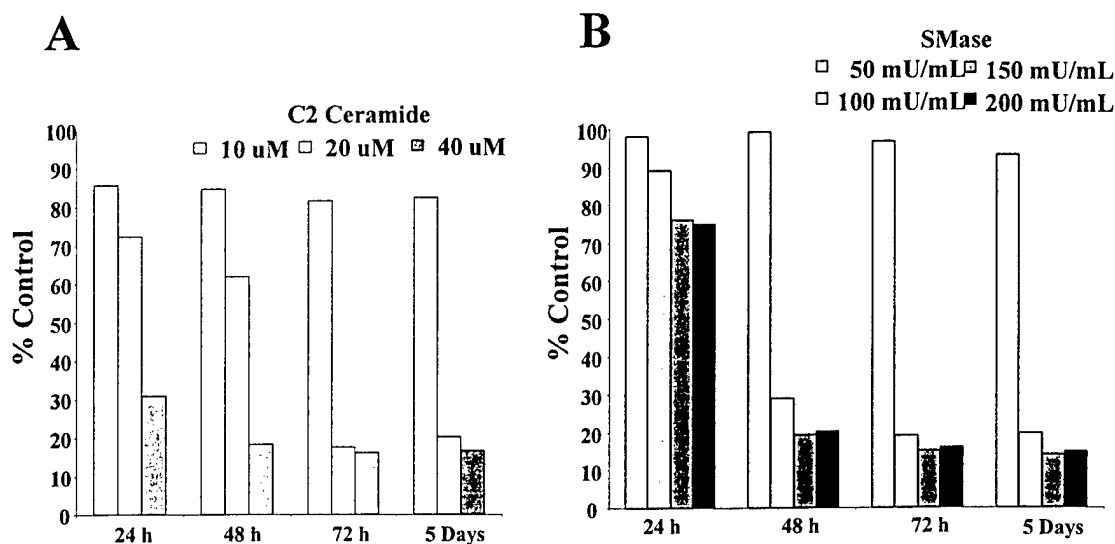 A
C2 Ceramide
10 uM 20 uM 40 uM
% Control
100
90
80
70
60
50
40
30
20
10
0
24 h 48 h 72 h 5 Days
B
SMase
50 mU/mL 150 mU/mL
100 mU/mL 200 mU/mL
% Control
100
90
80
70
60
50
40
30
20
10
0
24 h 48 h 72 h 5 Days